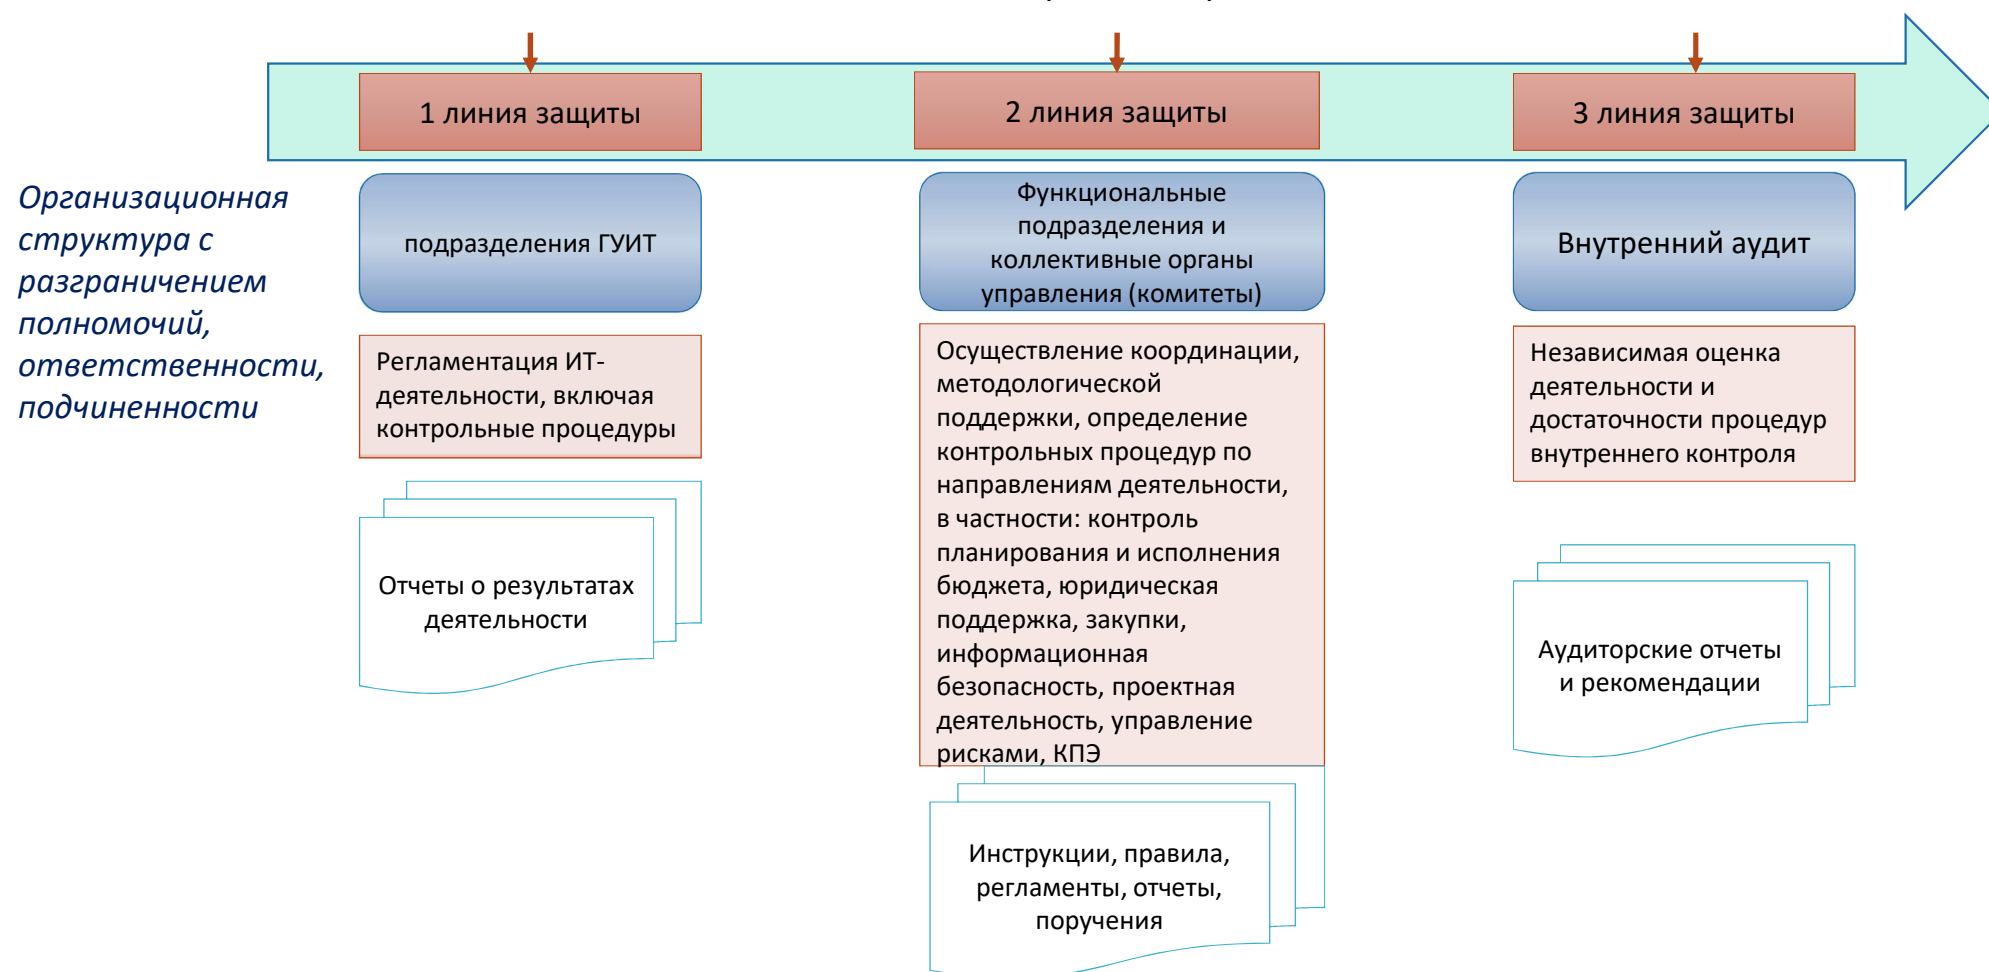 1 линия защиты
2 линия защиты
3 линия защиты
Организационная
структура с
разграничением
полномочий,
ответственности,
подчиненности
подразделения ГУИТ
Функциональные
подразделения и
коллективные органы
управления (комитеты)
Внутренний аудит
Регламентация ИТ-
деятельности, включая
контрольные процедуры
Осуществление координации,
методологической
поддержки, определение
контрольных процедур по
направлениям деятельности,
в частности: контроль
планирования и исполнения
бюджета, юридическая
поддержка, закупки,
информационная
безопасность, проектная
деятельность, управление
рисками, КПЭ
Независимая оценка
деятельности и
достаточности процедур
внутреннего контроля
Отчеты о результатах
деятельности
Инструкции, правила,
регламенты, отчеты,
поручения
Аудиторские отчеты
и рекомендации